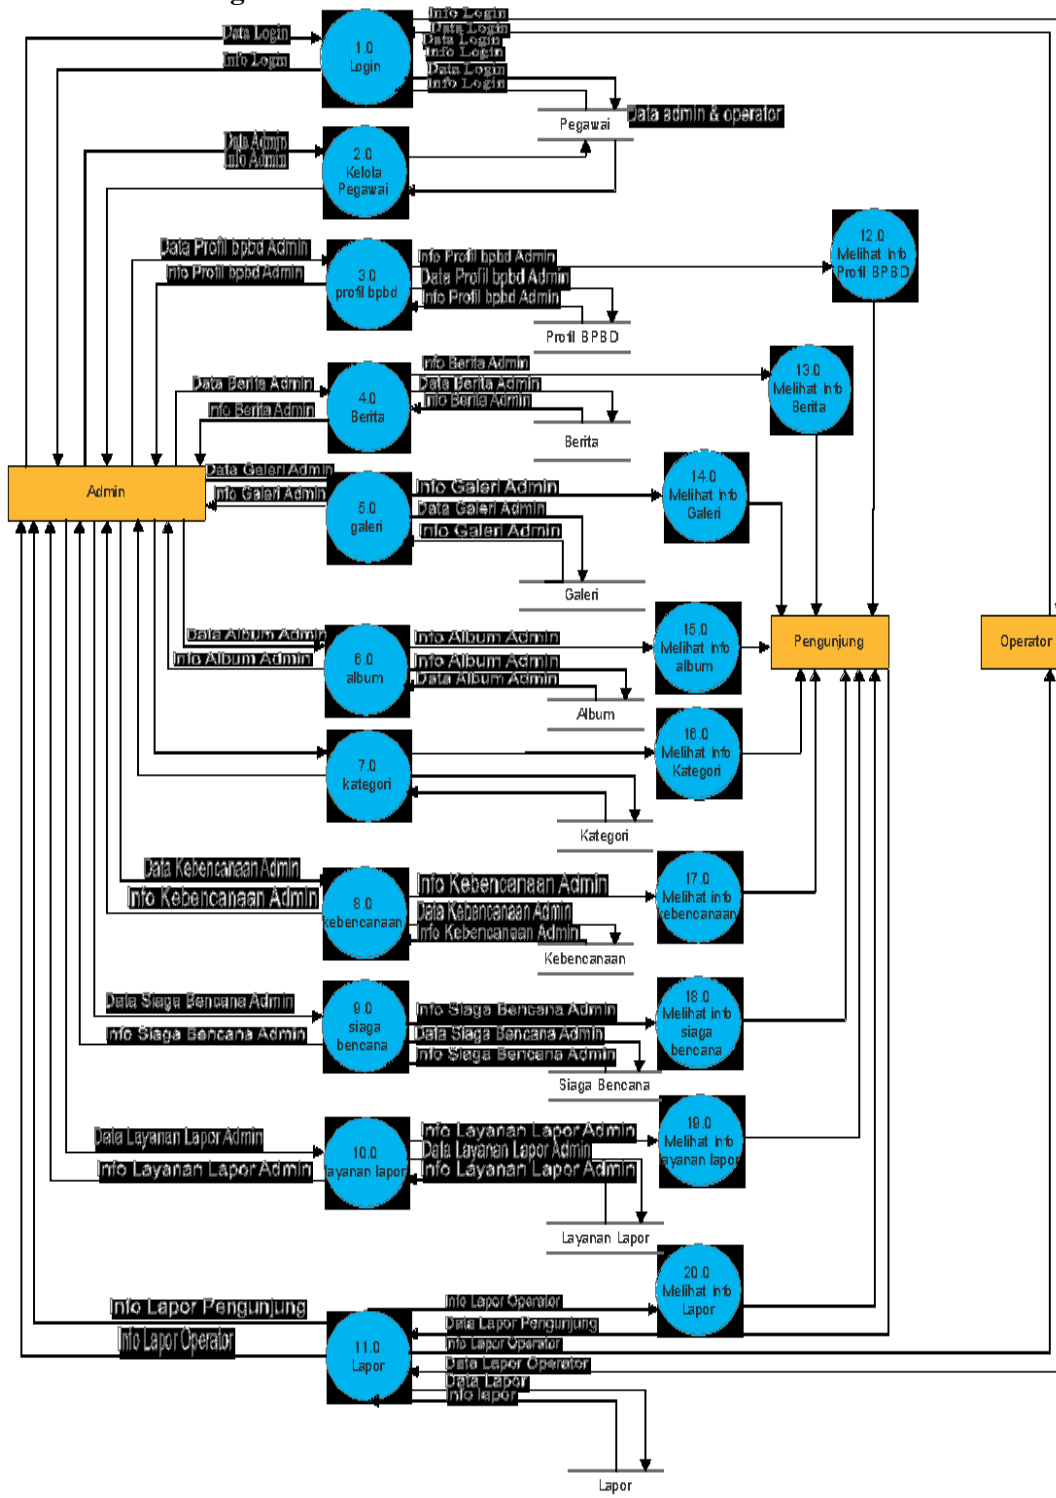 Info Login
Data Login
Data Login
Data Login
Info Login
1.0
Login
Info Login
Data Login
Info Login
Data admin & operator
Pegawai
Data Admin
Info Admin
2.0
Kelola
Pegawai
12.0
Melihat Info
Profil BPBD
Data Profil bpbd Admin
Info Profil bpbd Admin
3.0
profil bpbd
Info Profil bpbd Admin
Data Profil bpbd Admin
Info Profil bpbd Admin
Profil BPBD
13.0
Melihat Info
Berita
Data Berita Admin
Info Berita Admin
4.0
Berita
Info Berita Admin
Data Berita Admin
Info Berita Admin
Berita
Admin
Data Galeri Admin
Info Galeri Admin
5.0
galeri
Info Galeri Admin
Data Galeri Admin
Info Galeri Admin
Galeri
14.0
Melihat Info
Galeri
Data Album Admin
Info Album Admin
6.0
album
Info Album Admin
Info Album Admin
Data Album Admin
Album
15.0
Melihat Info
album
Pengunjung
Operator
7.0
kategori
16.0
Melihat Info
Kategori
Kategori
Data Kebencanaan Admin
Info Kebencanaan Admin
8.0
kebencanaan
Info Kebencanaan Admin
Data Kebencanaan Admin
Info Kebencanaan Admin
Kebencanaan
17.0
Melihat info
kebencanaan
Data Siaga Bencana Admin
Info Siaga Bencana Admin
9.0
siaga
bencana
Info Siaga Bencana Admin
Data Siaga Bencana Admin
Info Siaga Bencana Admin
Siaga Bencana
18.0
Melihat info
siaga
bencana
Data Layanan Lapor Admin
Info Layanan Lapor Admin
10.0
layanan lapor
Info Layanan Lapor Admin
Data Layanan Lapor Admin
Info Layanan Lapor Admin
Layanan Lapor
19.0
Melihat Info
layanan lapor
Info Lapor Pengunjung
Info Lapor Operator
11.0
Lapor
Info Lapor Operator
Data Lapor Pengunjung
Info Lapor Operator
Data Lapor Operator
Data Lapor
Info lapor
20.0
Melihat Info
Lapor
Lapor